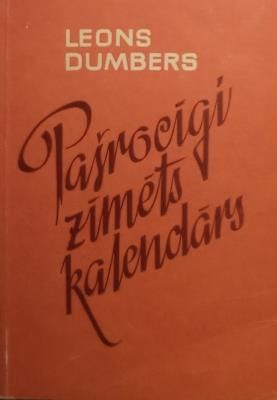 LEONS
DUMBERS
Pašrocīgi
zīmēts
kalendārs